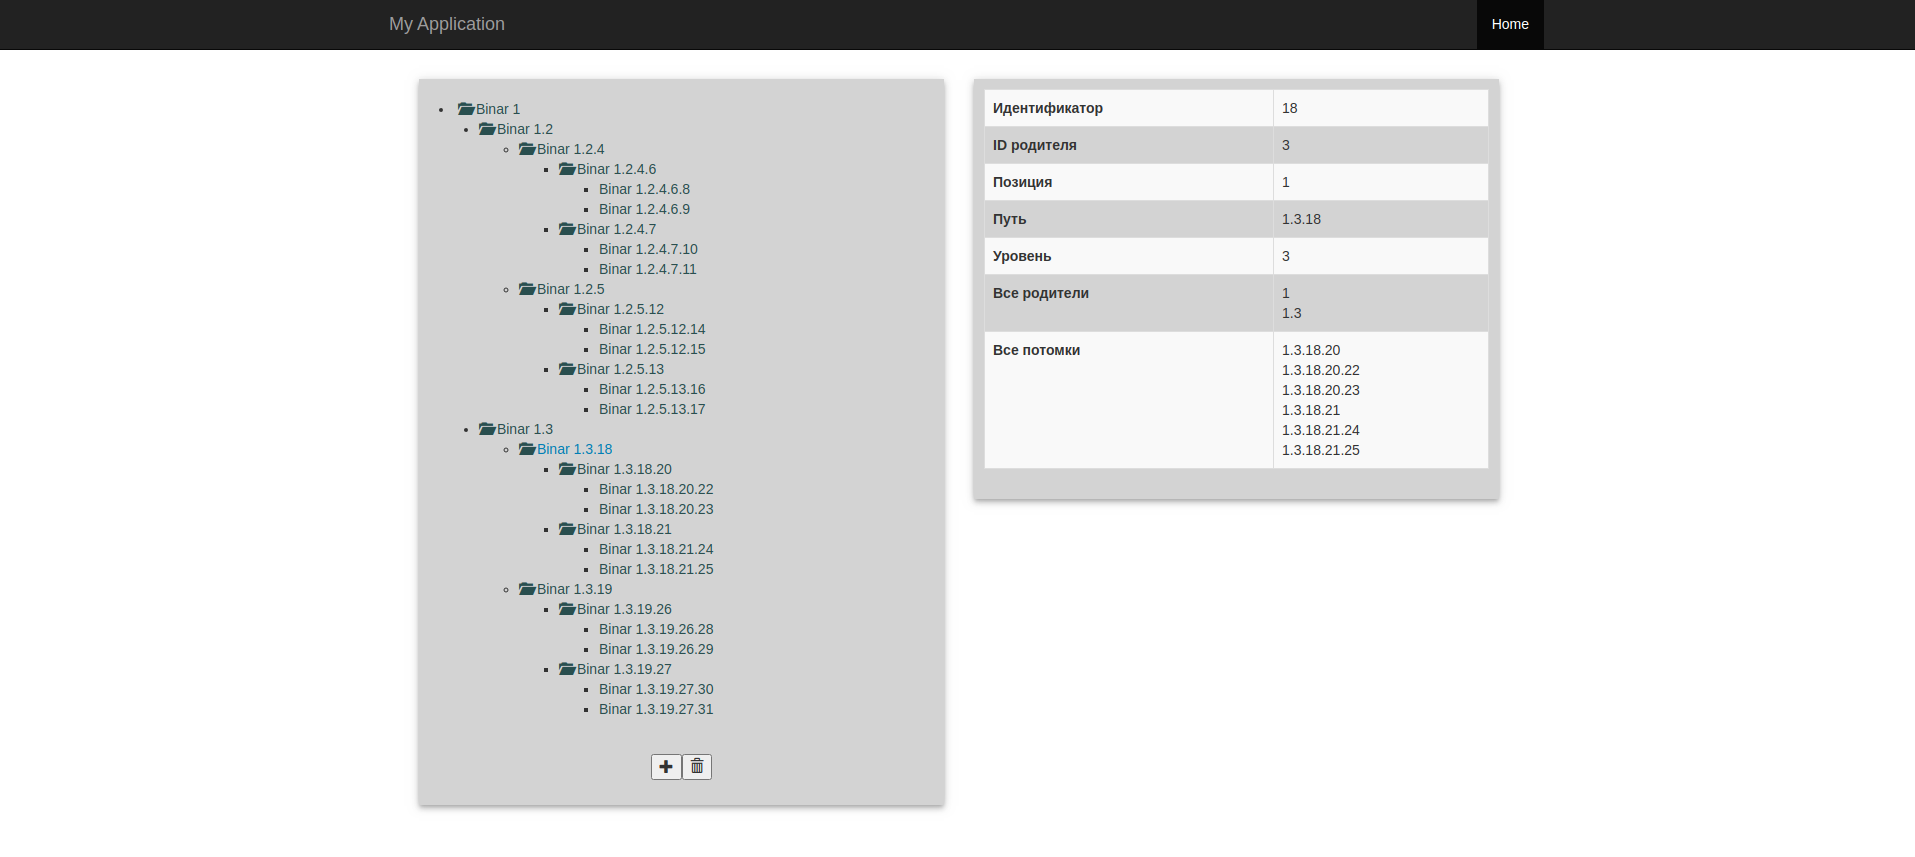 My Application
Home
Binar 1
Binar 1.2
Binar 1.2.4
Binar 1.2.4.6
Binar 1.2.4.6.8
Binar 1.2.4.6.9
Binar 1.2.4.7
Binar 1.2.4.7.10
Binar 1.2.4.7.11
Binar 1.2.5
Binar 1.2.5.12
Binar 1.2.5.12.14
Binar 1.2.5.12.15
Binar 1.2.5.13
Binar 1.2.5.13.16
Binar 1.2.5.13.17
Binar 1.3
Binar 1.3.18
Binar 1.3.18.20
Binar 1.3.18.20.22
Binar 1.3.18.20.23
Binar 1.3.18.21
Binar 1.3.18.21.24
Binar 1.3.18.21.25
Binar 1.3.19
Binar 1.3.19.26
Binar 1.3.19.26.28
Binar 1.3.19.26.29
Binar 1.3.19.27
Binar 1.3.19.27.30
Binar 1.3.19.27.31
Идентификатор 18
ID родителя 3
Позиция 1
Путь 1.3.18
Уровень 3
Все родители 1
1.3
Все потомки 1.3.18.20
1.3.18.20.22
1.3.18.20.23
1.3.18.21
1.3.18.21.24
1.3.18.21.25